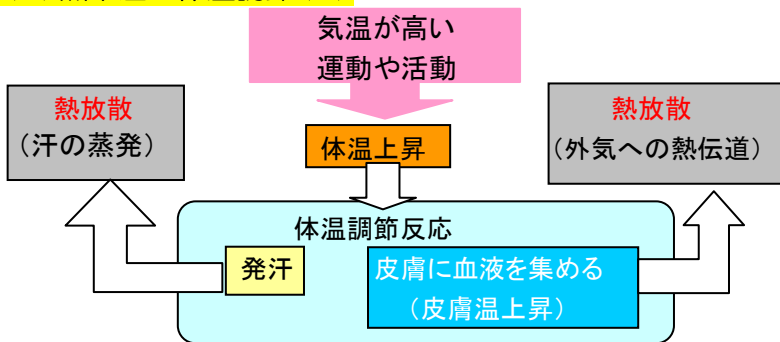 気温が高い
運動や活動
熱放散
（汗の蒸発）
体温上昇
熱放散
（外気への熱伝道）
体温調節反応
発汗
皮膚に血液を集める
（皮膚温上昇）